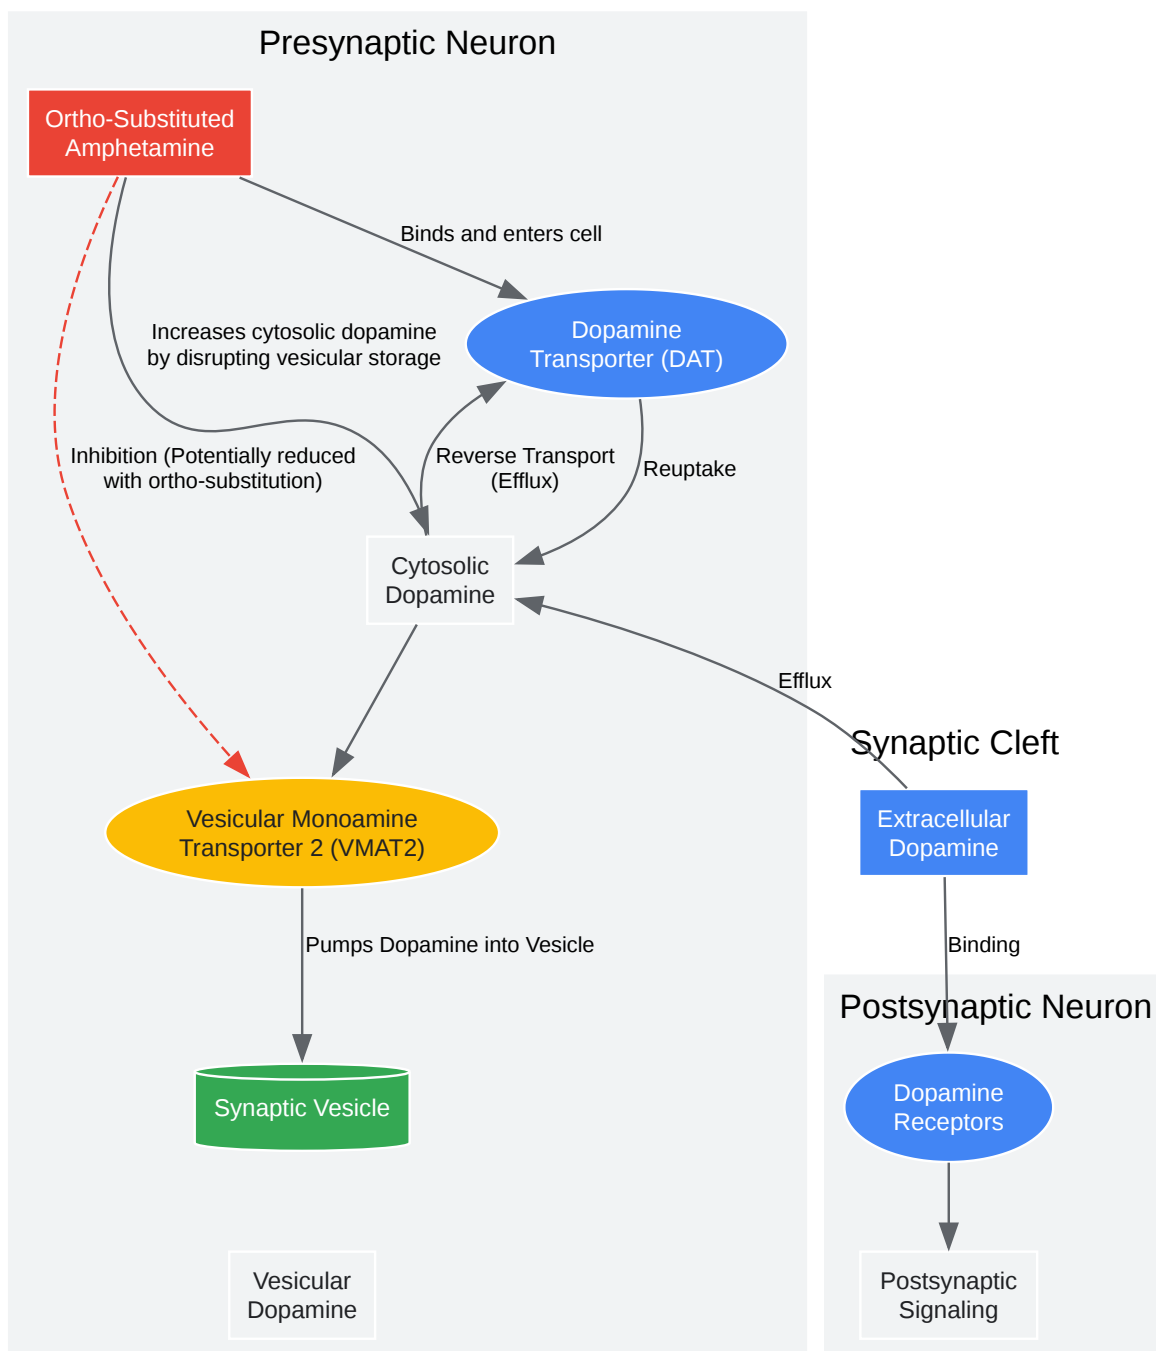 Presynaptic Neuron
Ortho-Substituted
Amphetamine
Binds and enters cell
Increases cytosolic dopamine
by disrupting vesicular storage
Dopamine
Transporter (DAT)
Inhibition (Potentially reduced
with ortho-substitution)
Reverse Transport
(Efflux)
Reuptake
Cytosolic
Dopamine
Efflux
Synaptic Cleft
Vesicular Monoamine
Transporter 2 (VMAT2)
Extracellular
Dopamine
Pumps Dopamine into Vesicle
Binding
Postsynaptic Neuron
Synaptic Vesicle
Dopamine
Receptors
Vesicular
Dopamine
Postsynaptic
Signaling